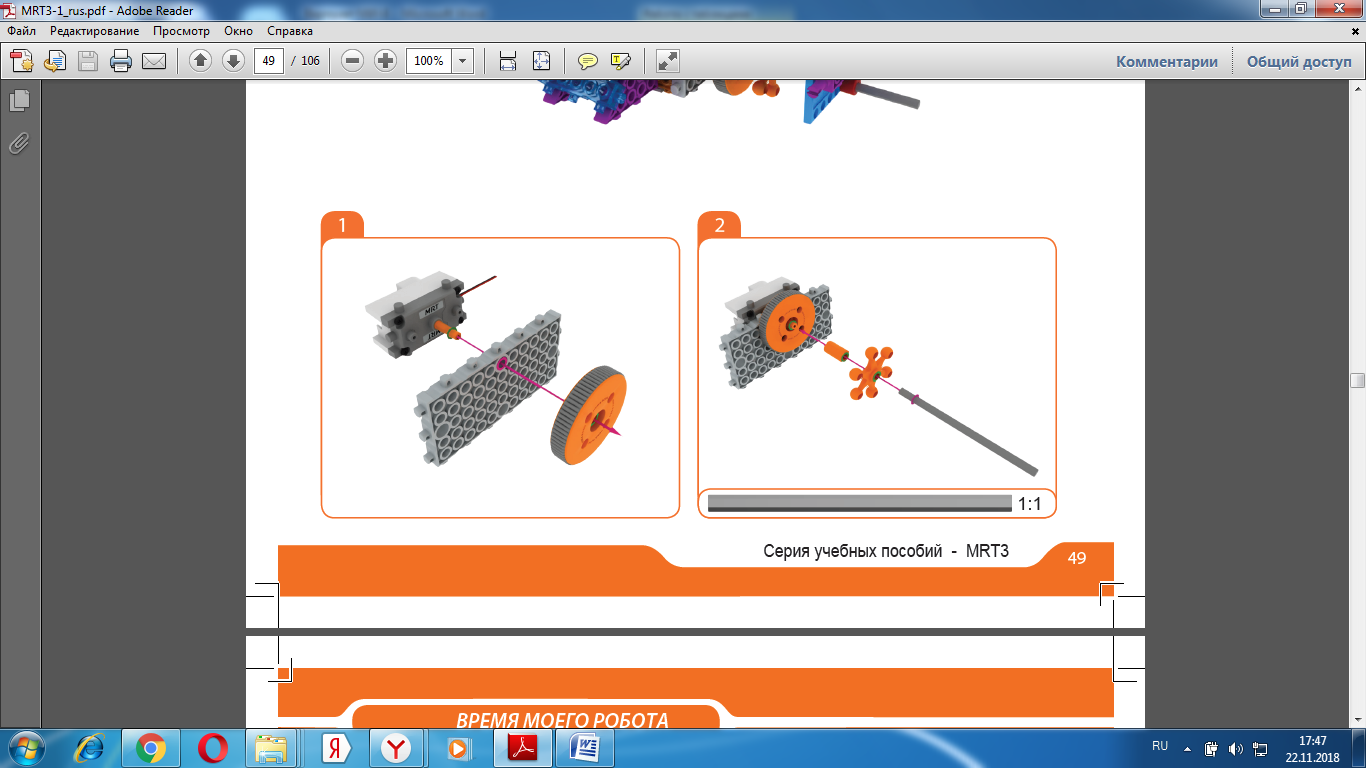 MRT3-1_rus.pdf - Adobe Reader
Файл Редактирование Просмотр Окно Справка
49 / 106 100% Комментарии Общий доступ
1
2
MRT
MRT
1:1
Серия учебных пособий - MRT3
49
ВРЕМЯ МОЕГО РОБОТА
RU
17:47
22.11.2018